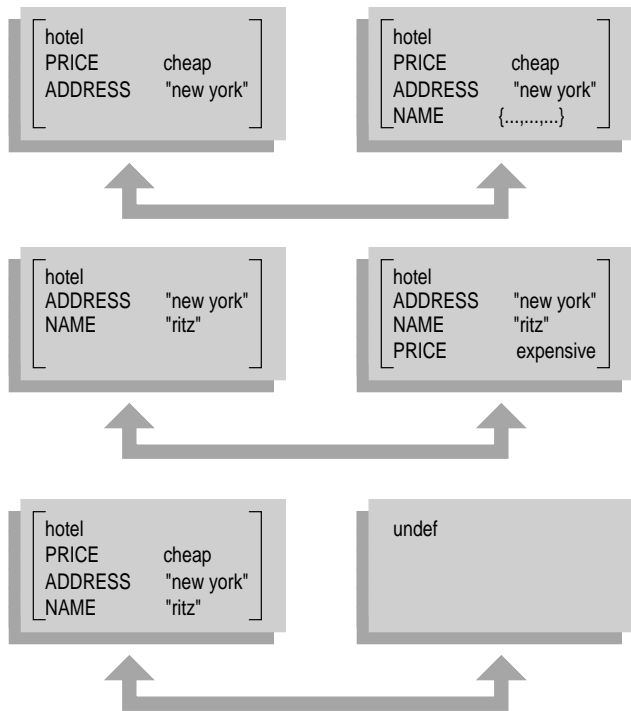 hotel
PRICE cheap
ADDRESS "new york"
hotel
PRICE cheap
ADDRESS "new york"
NAME {...,...,...}
hotel
ADDRESS "new york"
NAME "ritz"
hotel
ADDRESS "new york"
NAME "ritz"
PRICE expensive
hotel
PRICE cheap
ADDRESS "new york"
NAME "ritz"
undef